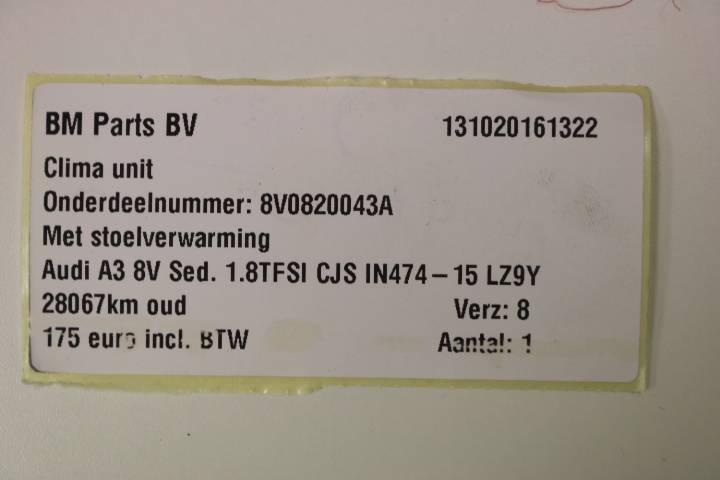 BM Parts BV 131020161322
Clima unit
Onderdeelnummer: 8V0820043A
Met stoelverwarming
Audi A3 8V Sed. 1.8TFSI CJS IN474-15 LZ9Y
28067km oud Verz: 8
175 euro incl. BTW Aantal: 1